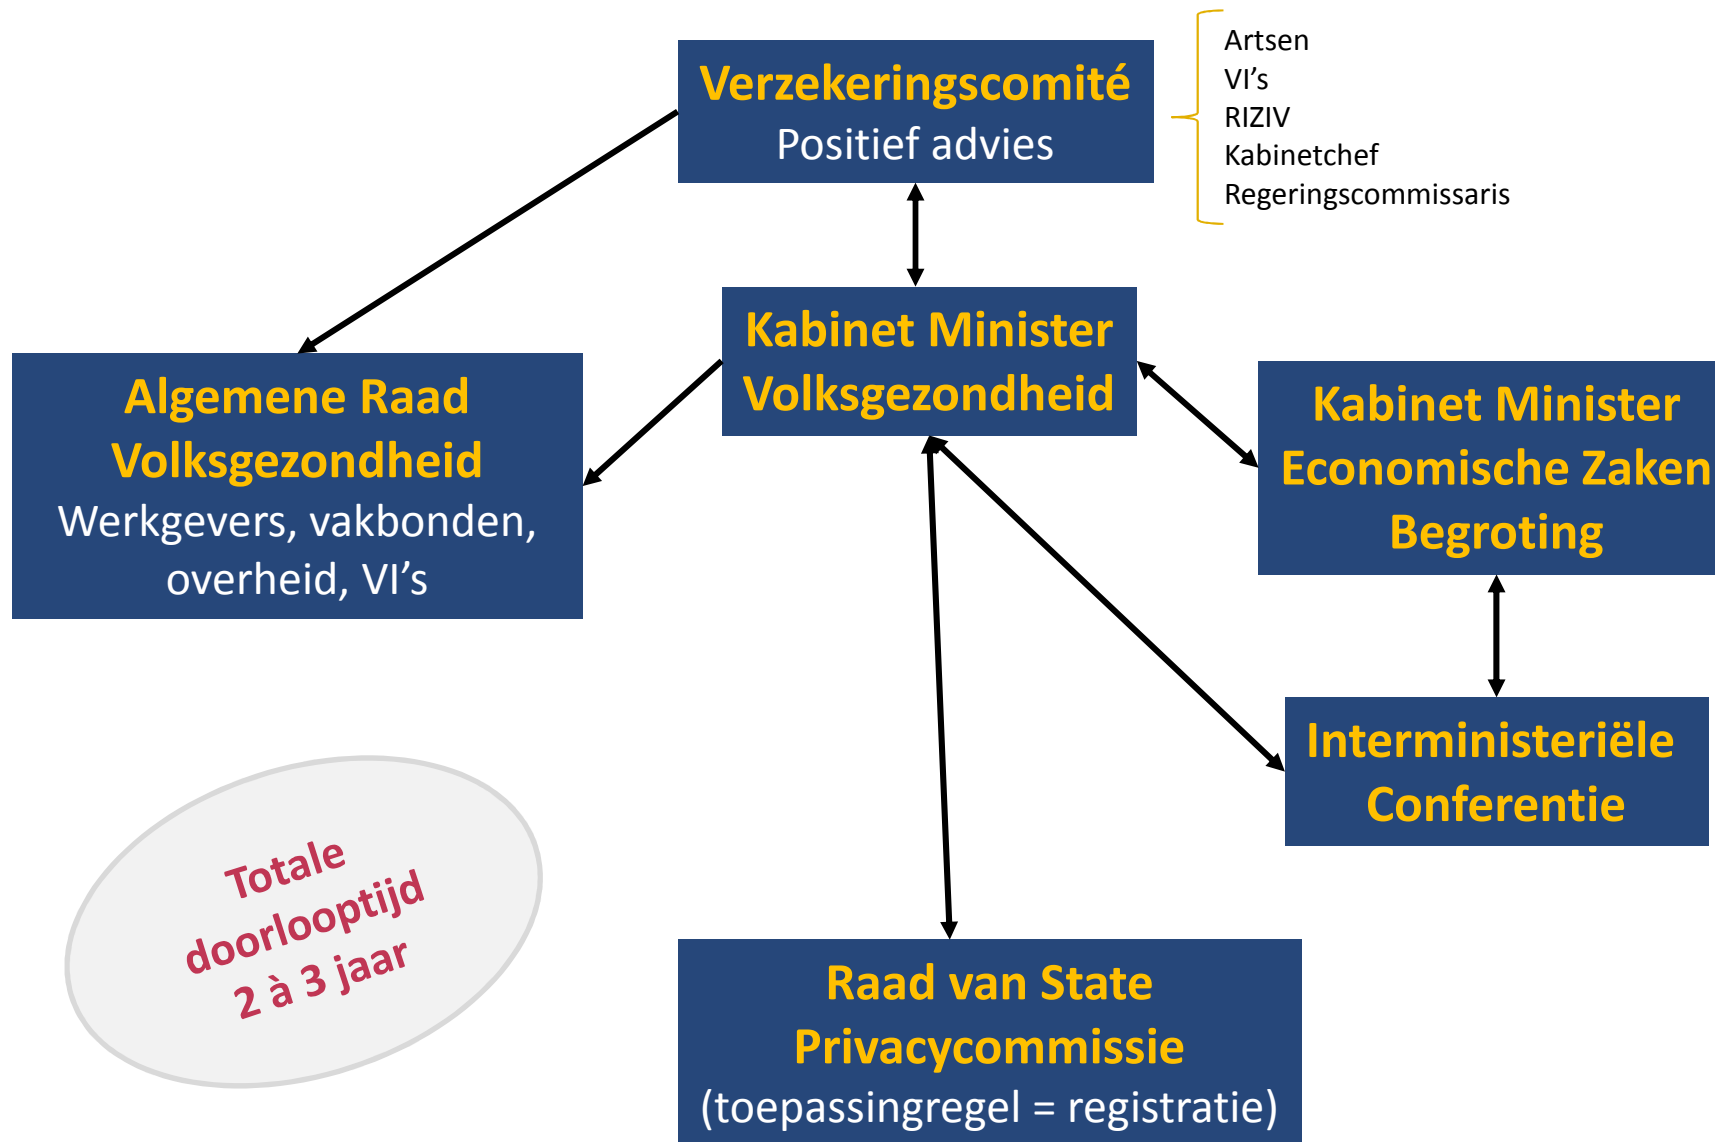 Verzekeringscomité
Positief advies
Artsen
VI's
RIZIV
Kabinetchef
Regeringscommissaris
Kabinet Minister
Volksgezondheid
Algemene Raad
Volksgezondheid
Werkgevers, vakbonden,
overheid, VI's
Kabinet Minister
Economische Zaken
Begroting
Interministeriële
Conferentie
Totale
doorlooptijd
2 à 3 jaar
Raad van State
Privacycommissie
(toepassingregel = registratie)